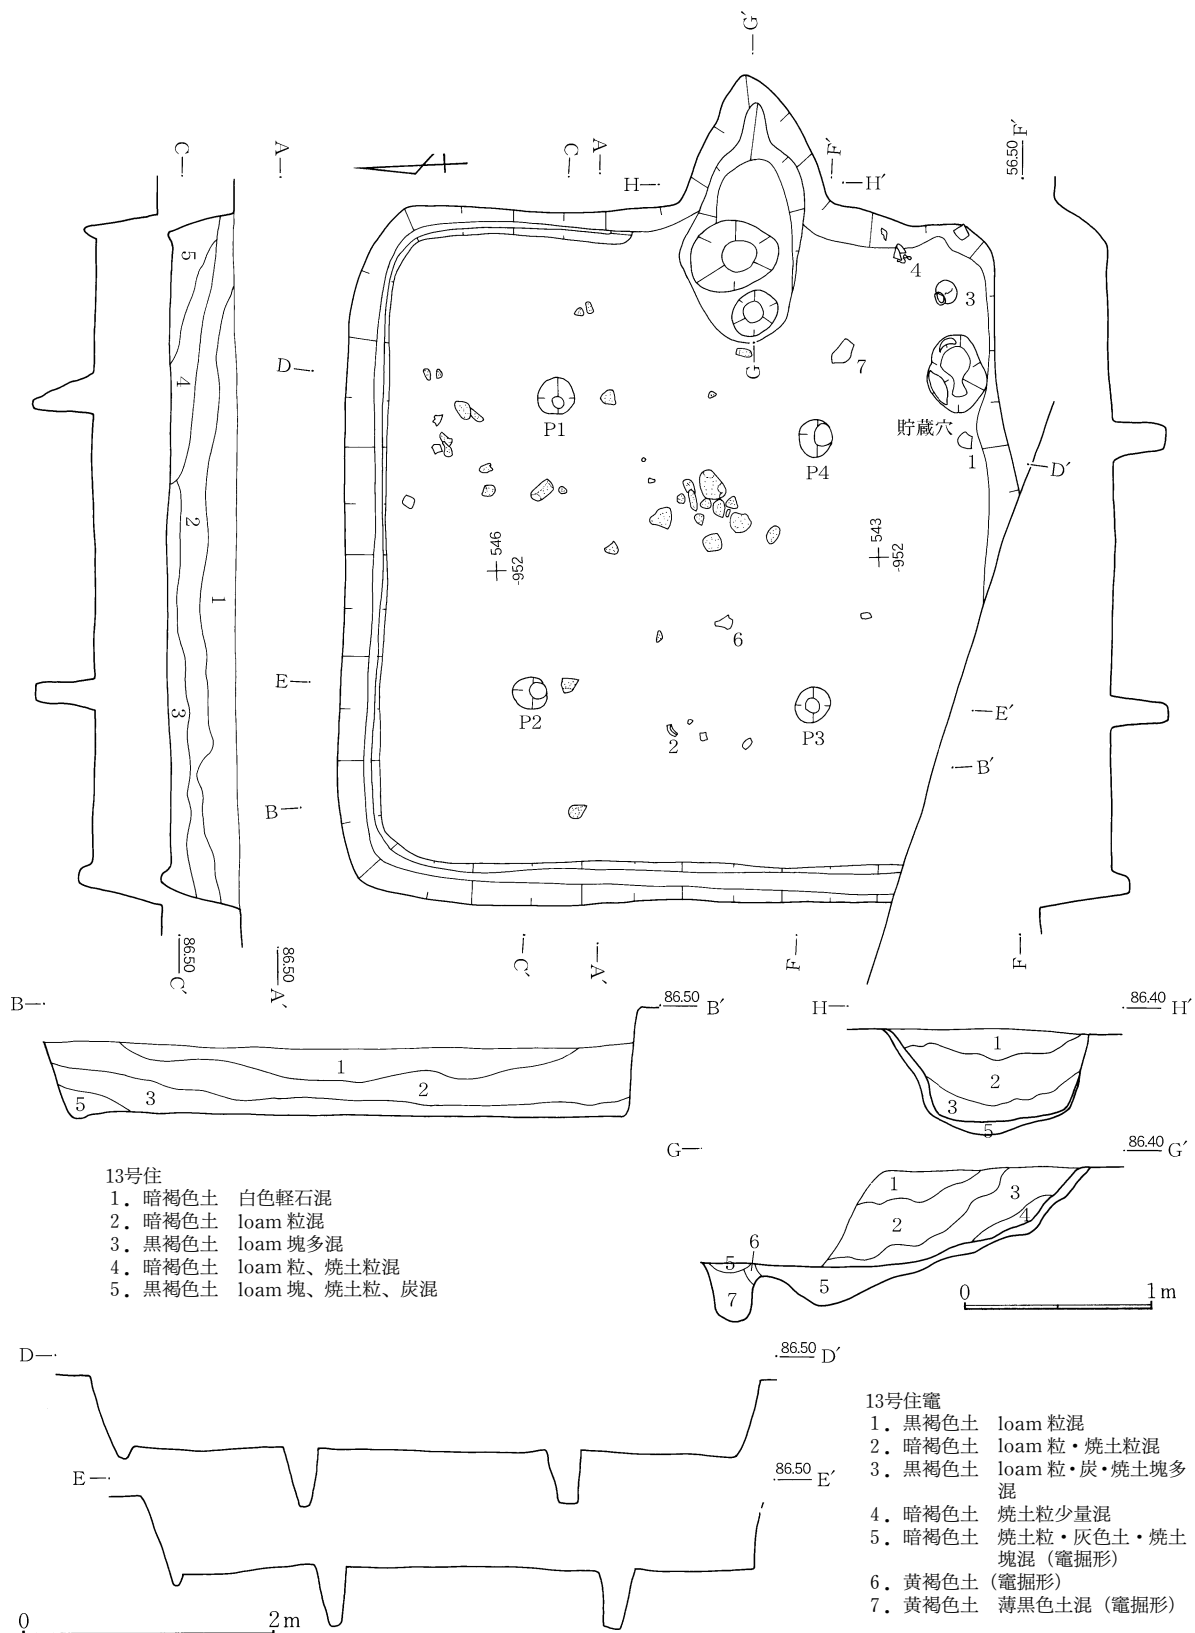 G′
C
A
C
A
F′
56.50 F′
H
H′
5
4
3
D
4
7
G
P1
貯蔵穴
P4
1
D′
2
546
-952
543
-952
1
6
E
3
P2
P3
E′
2
B′
B
86.50 C′
86.50 A′
C′
A′
F
F
B
86.50 B′
H
86.40 H′
1
2
3
5
1
2
3
5
G
86.40 G′
1
2
3
4
5
6
7
5
0 1m
13号住
1. 暗褐色土 白色軽石混
2. 暗褐色土 loam 粒混
3. 黒褐色土 loam 塊多混
4. 暗褐色土 loam 粒、焼土粒混
5. 黒褐色土 loam 塊、焼土粒、炭混
D
86.50 D′
E
86.50 E′
0 2m
13号住竈
1. 黒褐色土 loam 粒混
2. 暗褐色土 loam 粒・焼土粒混
3. 黒褐色土 loam 粒・炭・焼土塊多
混
4. 暗褐色土 焼土粒少量混
5. 暗褐色土 焼土粒・灰色土・焼土
塊混（竈掘形）
6. 黄褐色土（竈掘形）
7. 黄褐色土 薄黒色土混（竈掘形）